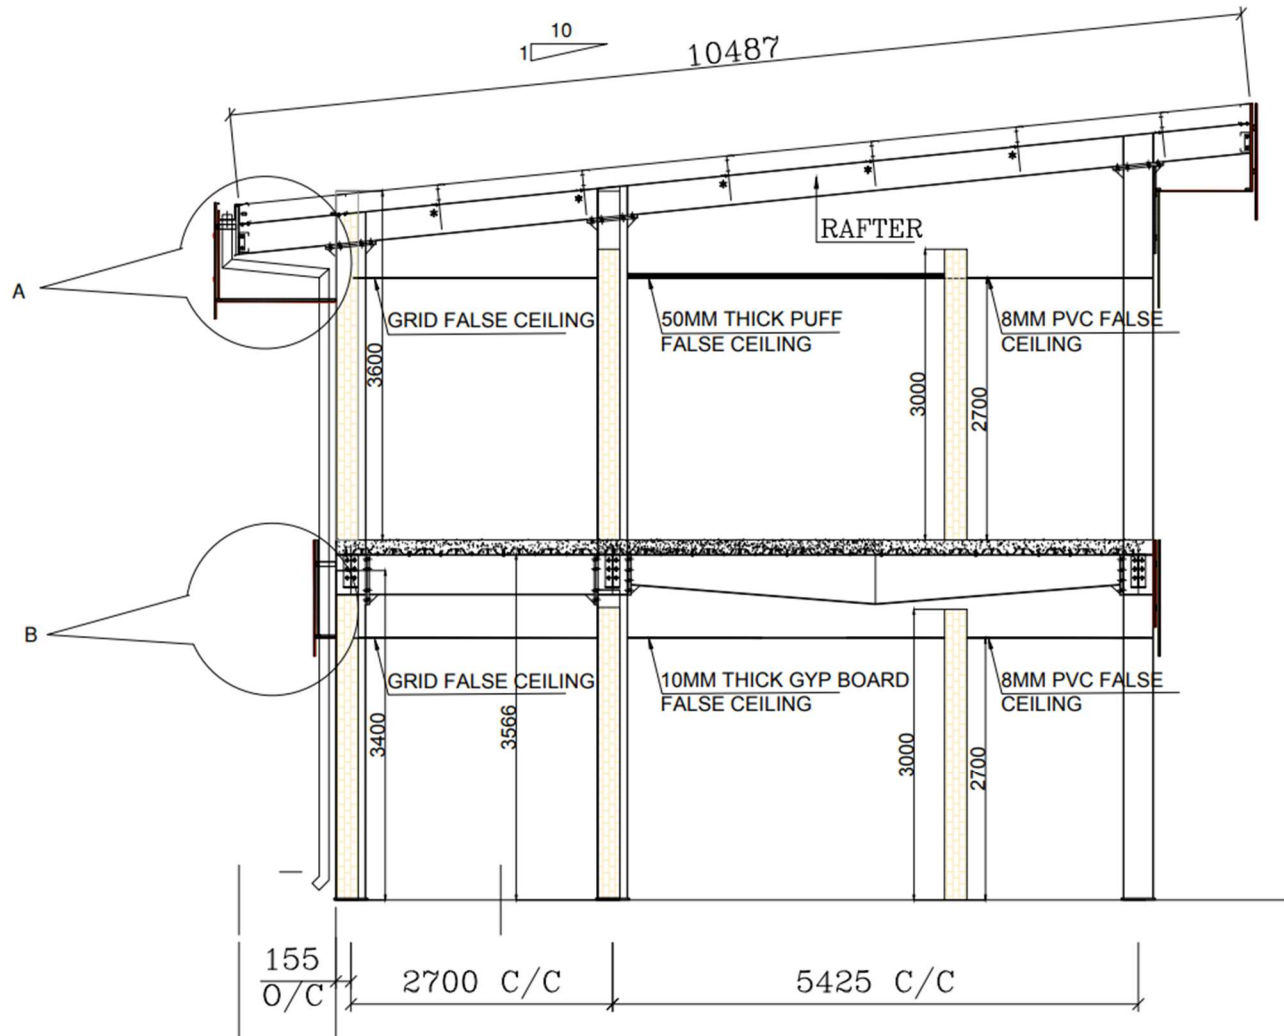 10
1
10487
RAFTER
A
GRID FALSE CEILING
50MM THICK PUFF
FALSE CEILING
8MM PVC FALSE
CEILING
3600
3000
2700
B
GRID FALSE CEILING
10MM THICK GYP BOARD
FALSE CEILING
8MM PVC FALSE
CEILING
3400
3566
3000
2700
155
O/C
2700 C/C
5425 C/C